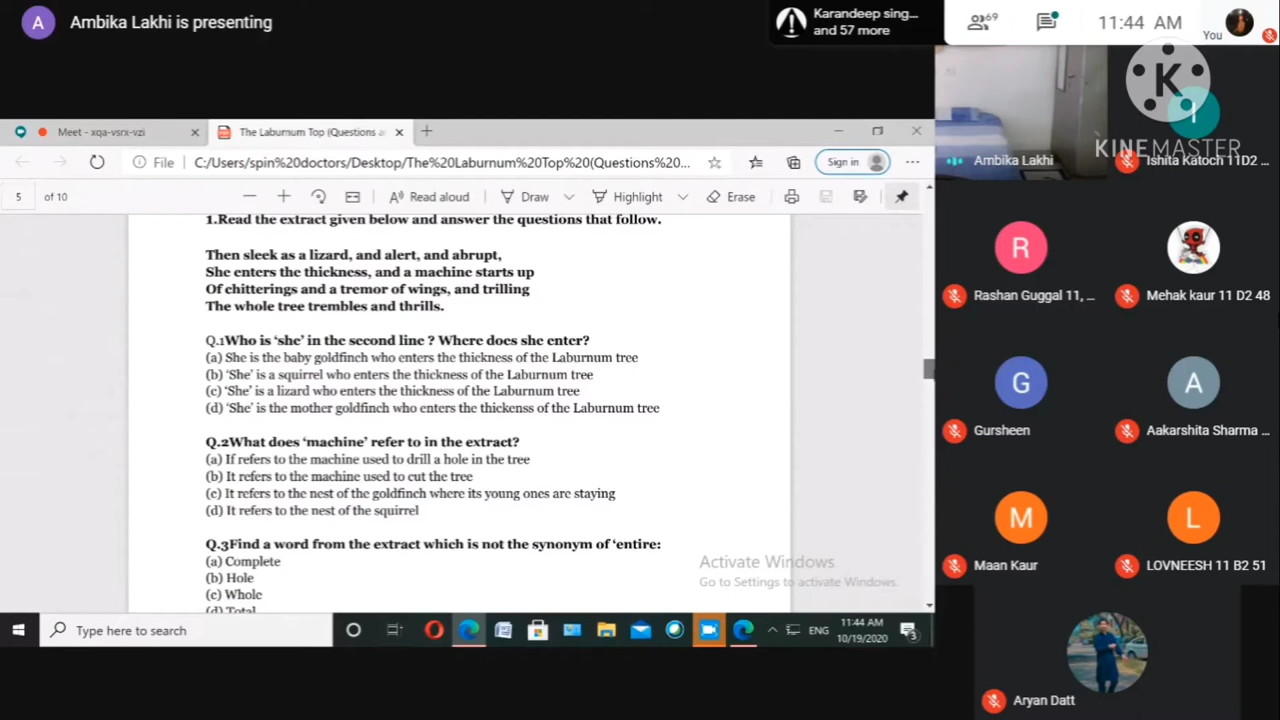 A
Ambika Lakhi is presenting
Karandeep sing...
and 57 more
69
11:44 AM
You
Meet - xqa-vsrx-vzi
The Laburnum Top (Questions a
File
C:/Users/spin%20doctors/Desktop/The%20Laburnum%20Top%20(Questions%20...
Sign in
5
of 10
Read aloud
Draw
Highlight
Erase
1.Read the extract given below and answer the questions that follow.
Then sleek as a lizard, and alert, and abrupt,
She enters the thickness, and a machine starts up
Of chitterings and a tremor of wings, and trilling
The whole tree trembles and thrills.
Q.1Who is ‘she’ in the second line ? Where does she enter?
(a) She is the baby goldfinch who enters the thickness of the Laburnum tree
(b) ‘She’ is a squirrel who enters the thickness of the Laburnum tree
(c) ‘She’ is a lizard who enters the thickness of the Laburnum tree
(d) ‘She’ is the mother goldfinch who enters the thickenss of the Laburnum tree
Q.2What does ‘machine’ refer to in the extract?
(a) If refers to the machine used to drill a hole in the tree
(b) It refers to the machine used to cut the tree
(c) It refers to the nest of the goldfinch where its young ones are staying
(d) It refers to the nest of the squirrel
Q.3Find a word from the extract which is not the synonym of ‘entire:
(a) Complete
(b) Hole
(c) Whole
(d) Total
Activate Windows
Go to Settings to activate Windows.
Type here to search
ENG
11:44 AM
10/19/2020
3
K
KINEMASTER
Ambika Lakhi
I
Ishita Katoch 11D2 ...
R
Rashan Guggal 11, ...
Mehak kaur 11 D2 48
G
Gursheen
A
Aakarshita Sharma ...
M
Maan Kaur
L
LOVNEESH 11 B2 51
Aryan Datt